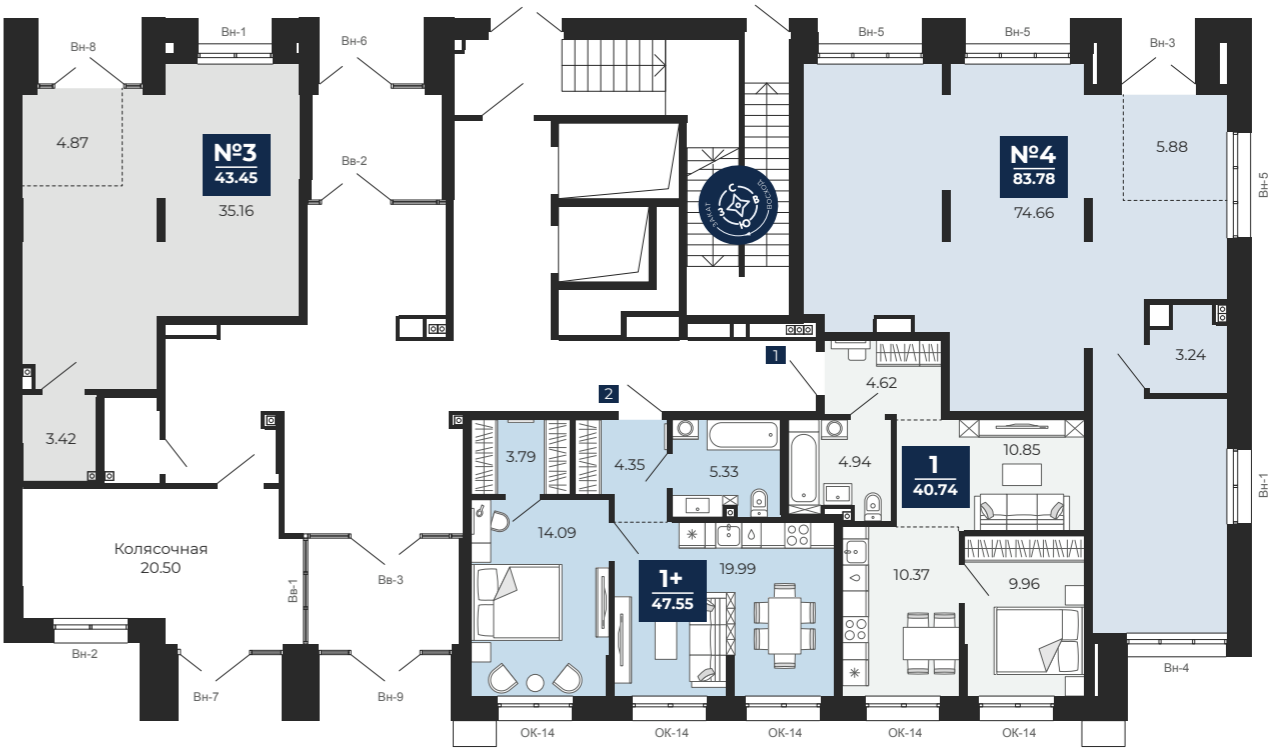 Вн-8
Вн-1
Вн-6
Вн-5
Вн-5
Вн-3
4.87
№3
43.45
35.16
Вв-2
С
В
Ю
З
ВОСХОД
ЗАКАТ
№4
83.78
74.66
5.88
Вн-5
1
2
4.62
3.24
3.42
3.79
4.35
5.33
4.94
1
40.74
10.85
Вн-1
Колясочная
20.50
Вв-1
Вв-3
14.09
1+
47.55
19.99
10.37
9.96
Вн-2
Вн-7
Вн-9
Вн-4
ОК-14
ОК-14
ОК-14
ОК-14
ОК-14